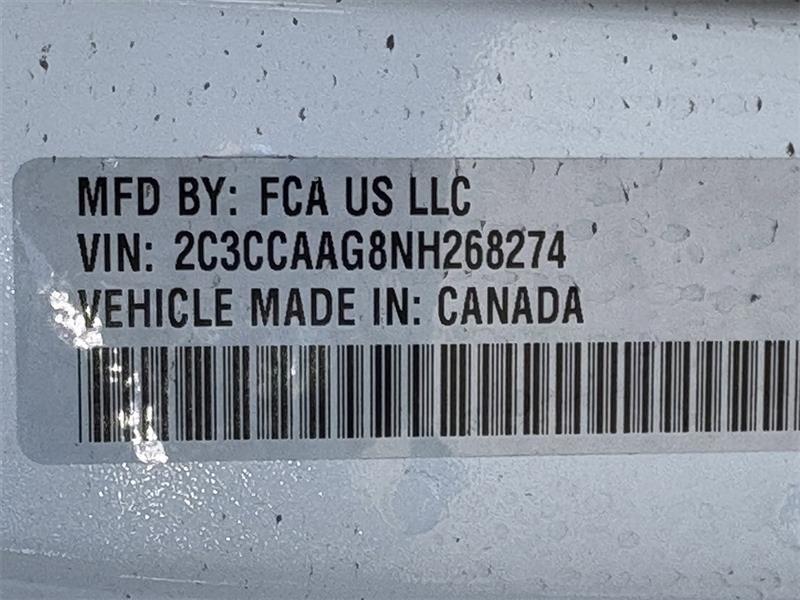 MFD BY: FCA US LLC
VIN: 2C3CCAAG8NH268274
VEHICLE MADE IN: CANADA